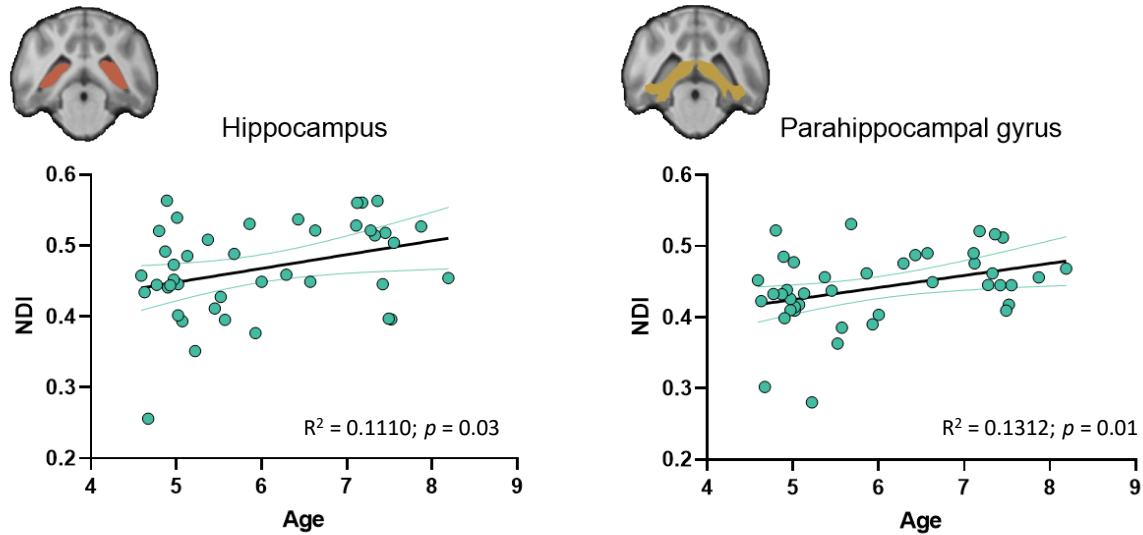 Hippocampus
0.6
0.5
0.4
0.3
0.2
NDI
R² = 0.1110; p = 0.03
4 5 6 7 8 9
Age
Parahippocampal gyrus
0.6
0.5
0.4
0.3
0.2
NDI
R² = 0.1312; p = 0.01
4 5 6 7 8 9
Age